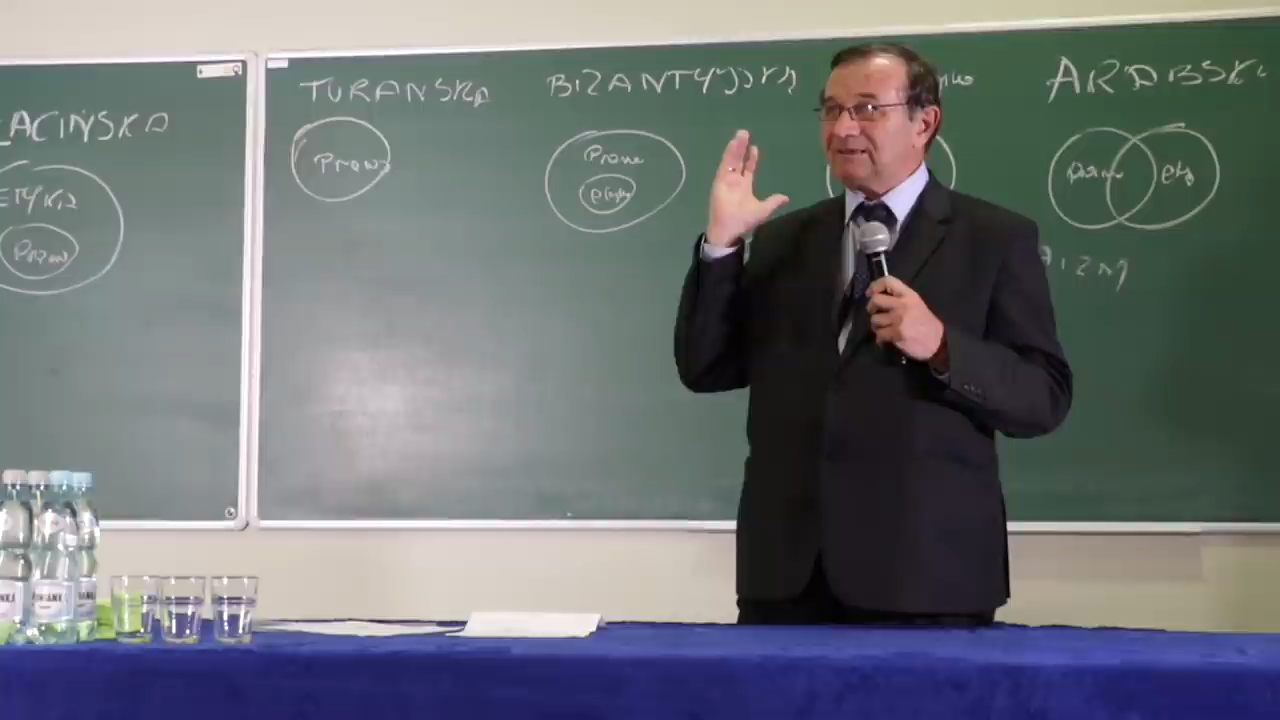 ŁACIŃSKA
ETYKA
Prawo
TURAŃSKA
Prawo
BIZANTYJSKA
Prawo
etyka
ARABSKA
Prawo
etyka